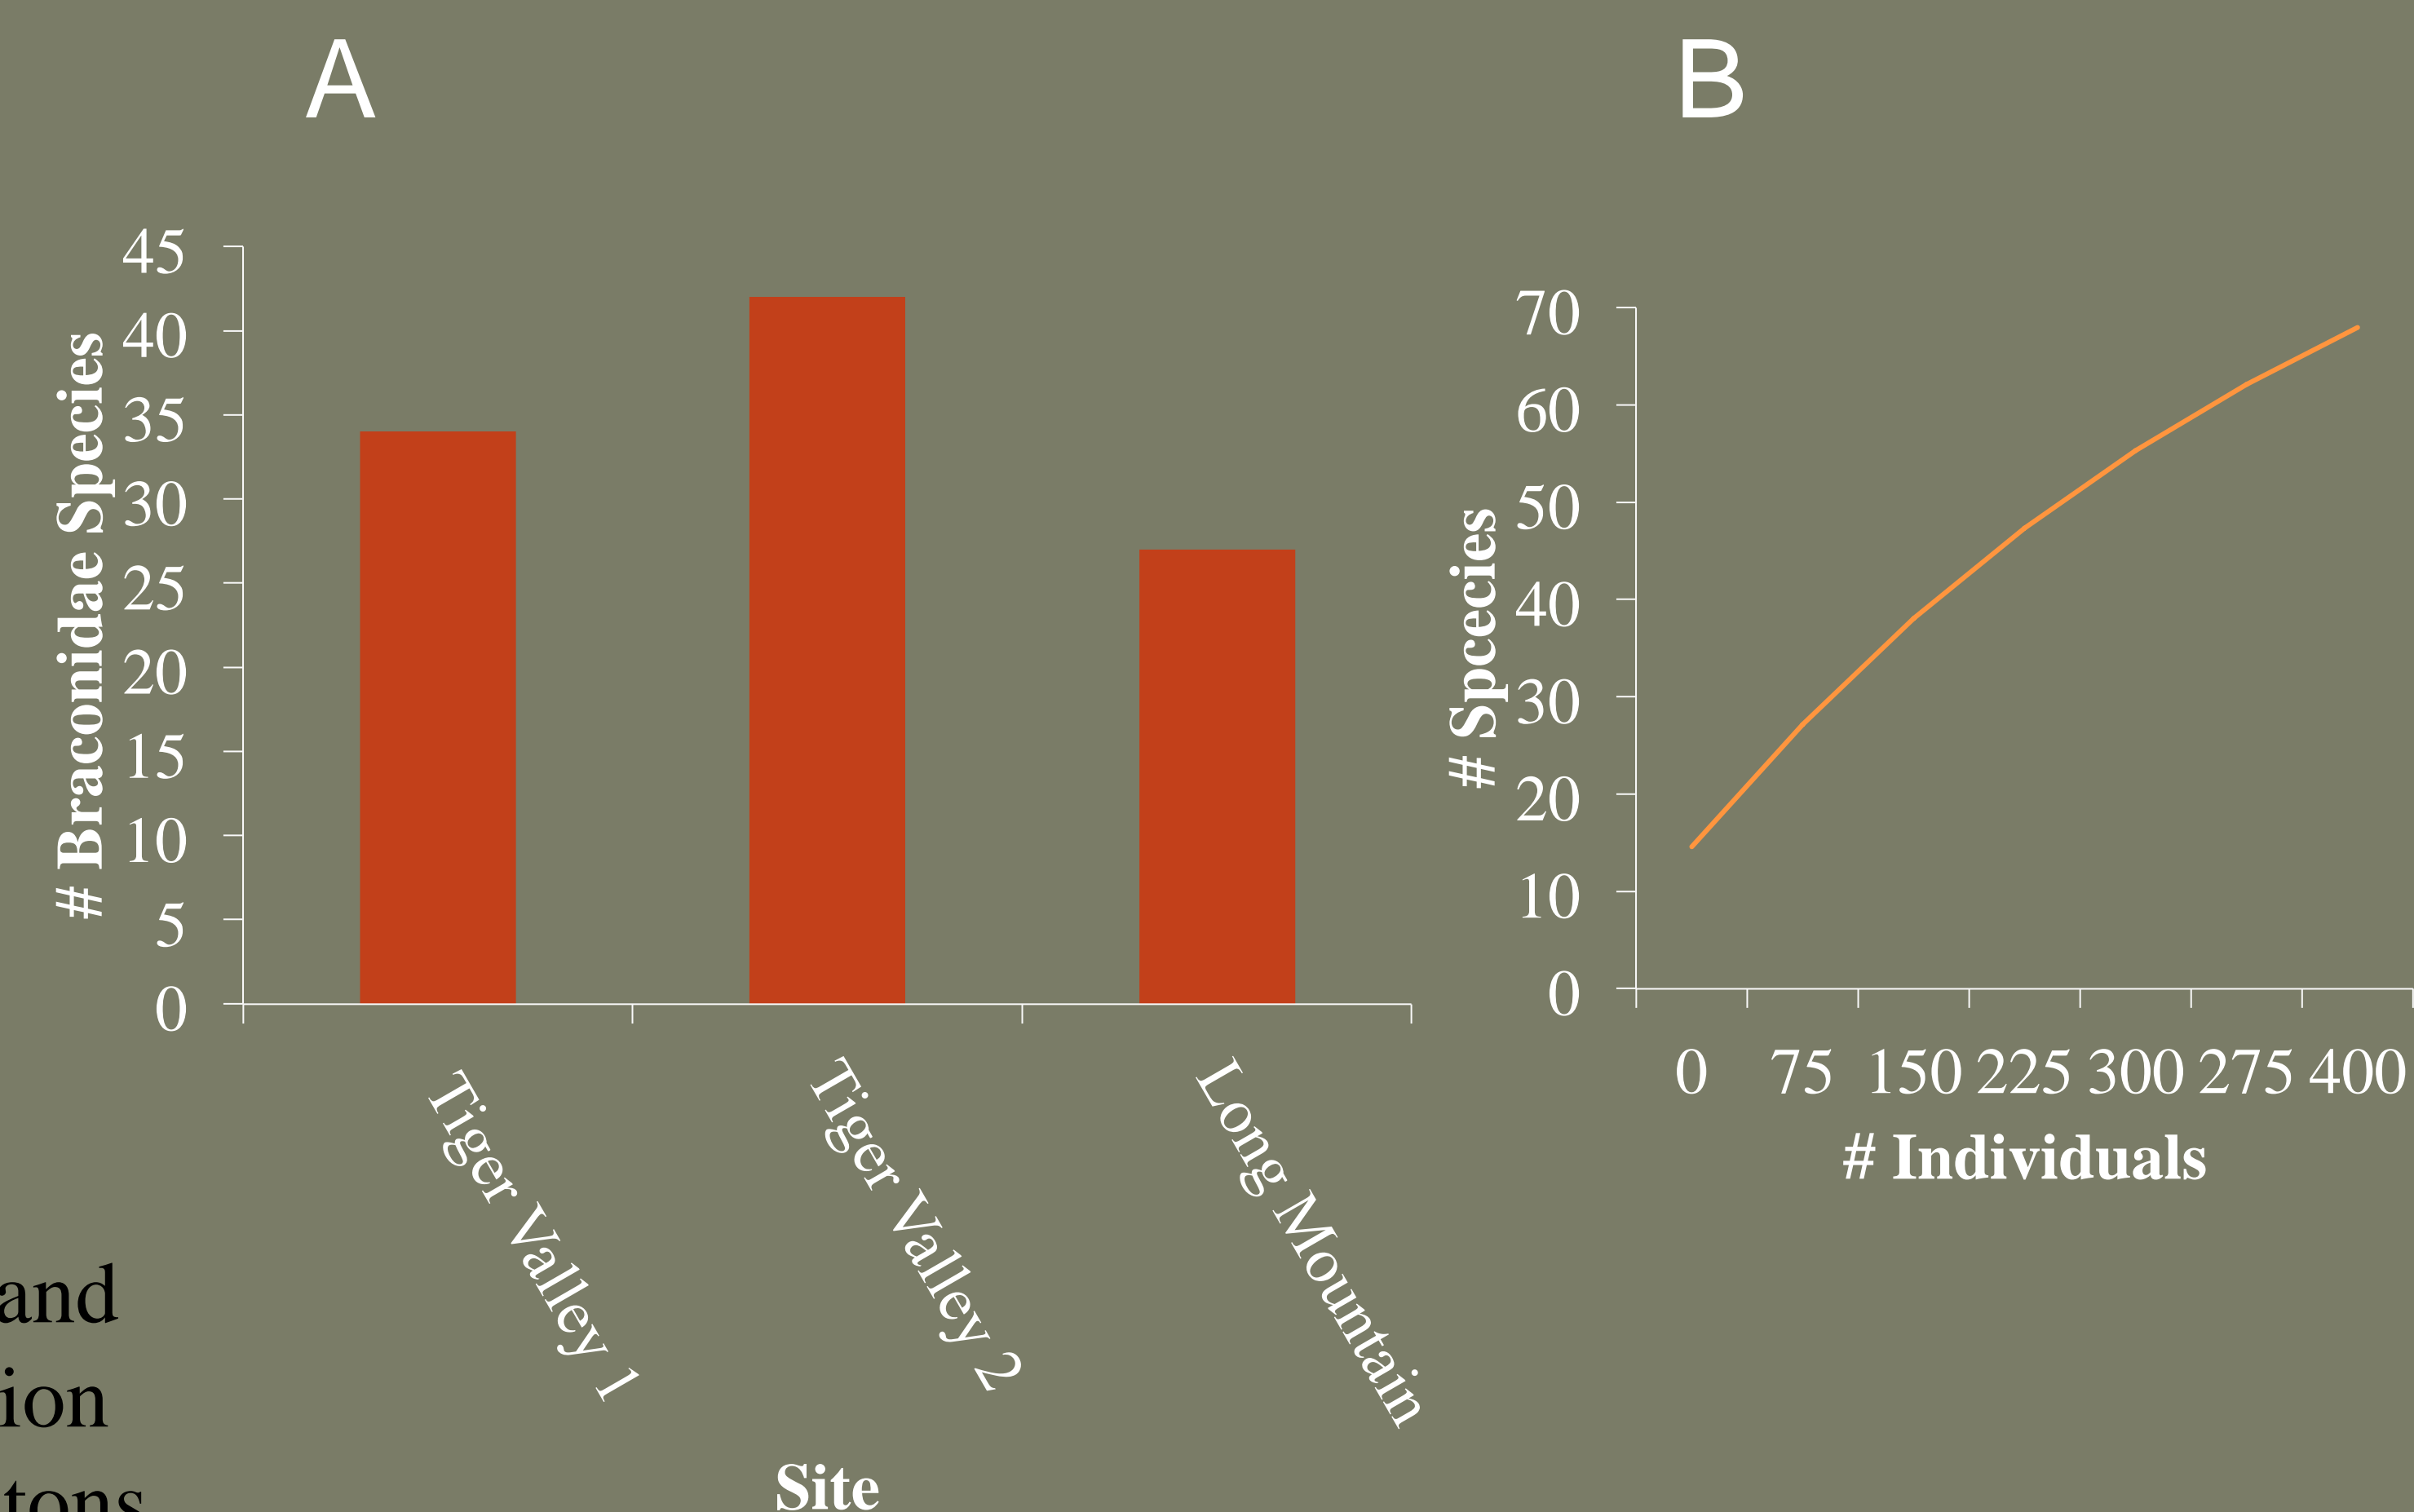 A
B
# Braconidae Species
45
40
35
30
25
20
15
10
5
0
Tiger Valley 1
Tiger Valley 2
Long Mountain
Site
# Species
70
60
50
40
30
20
10
0
0 75 150 225 300 275 400
# Individuals
and
ion
tons